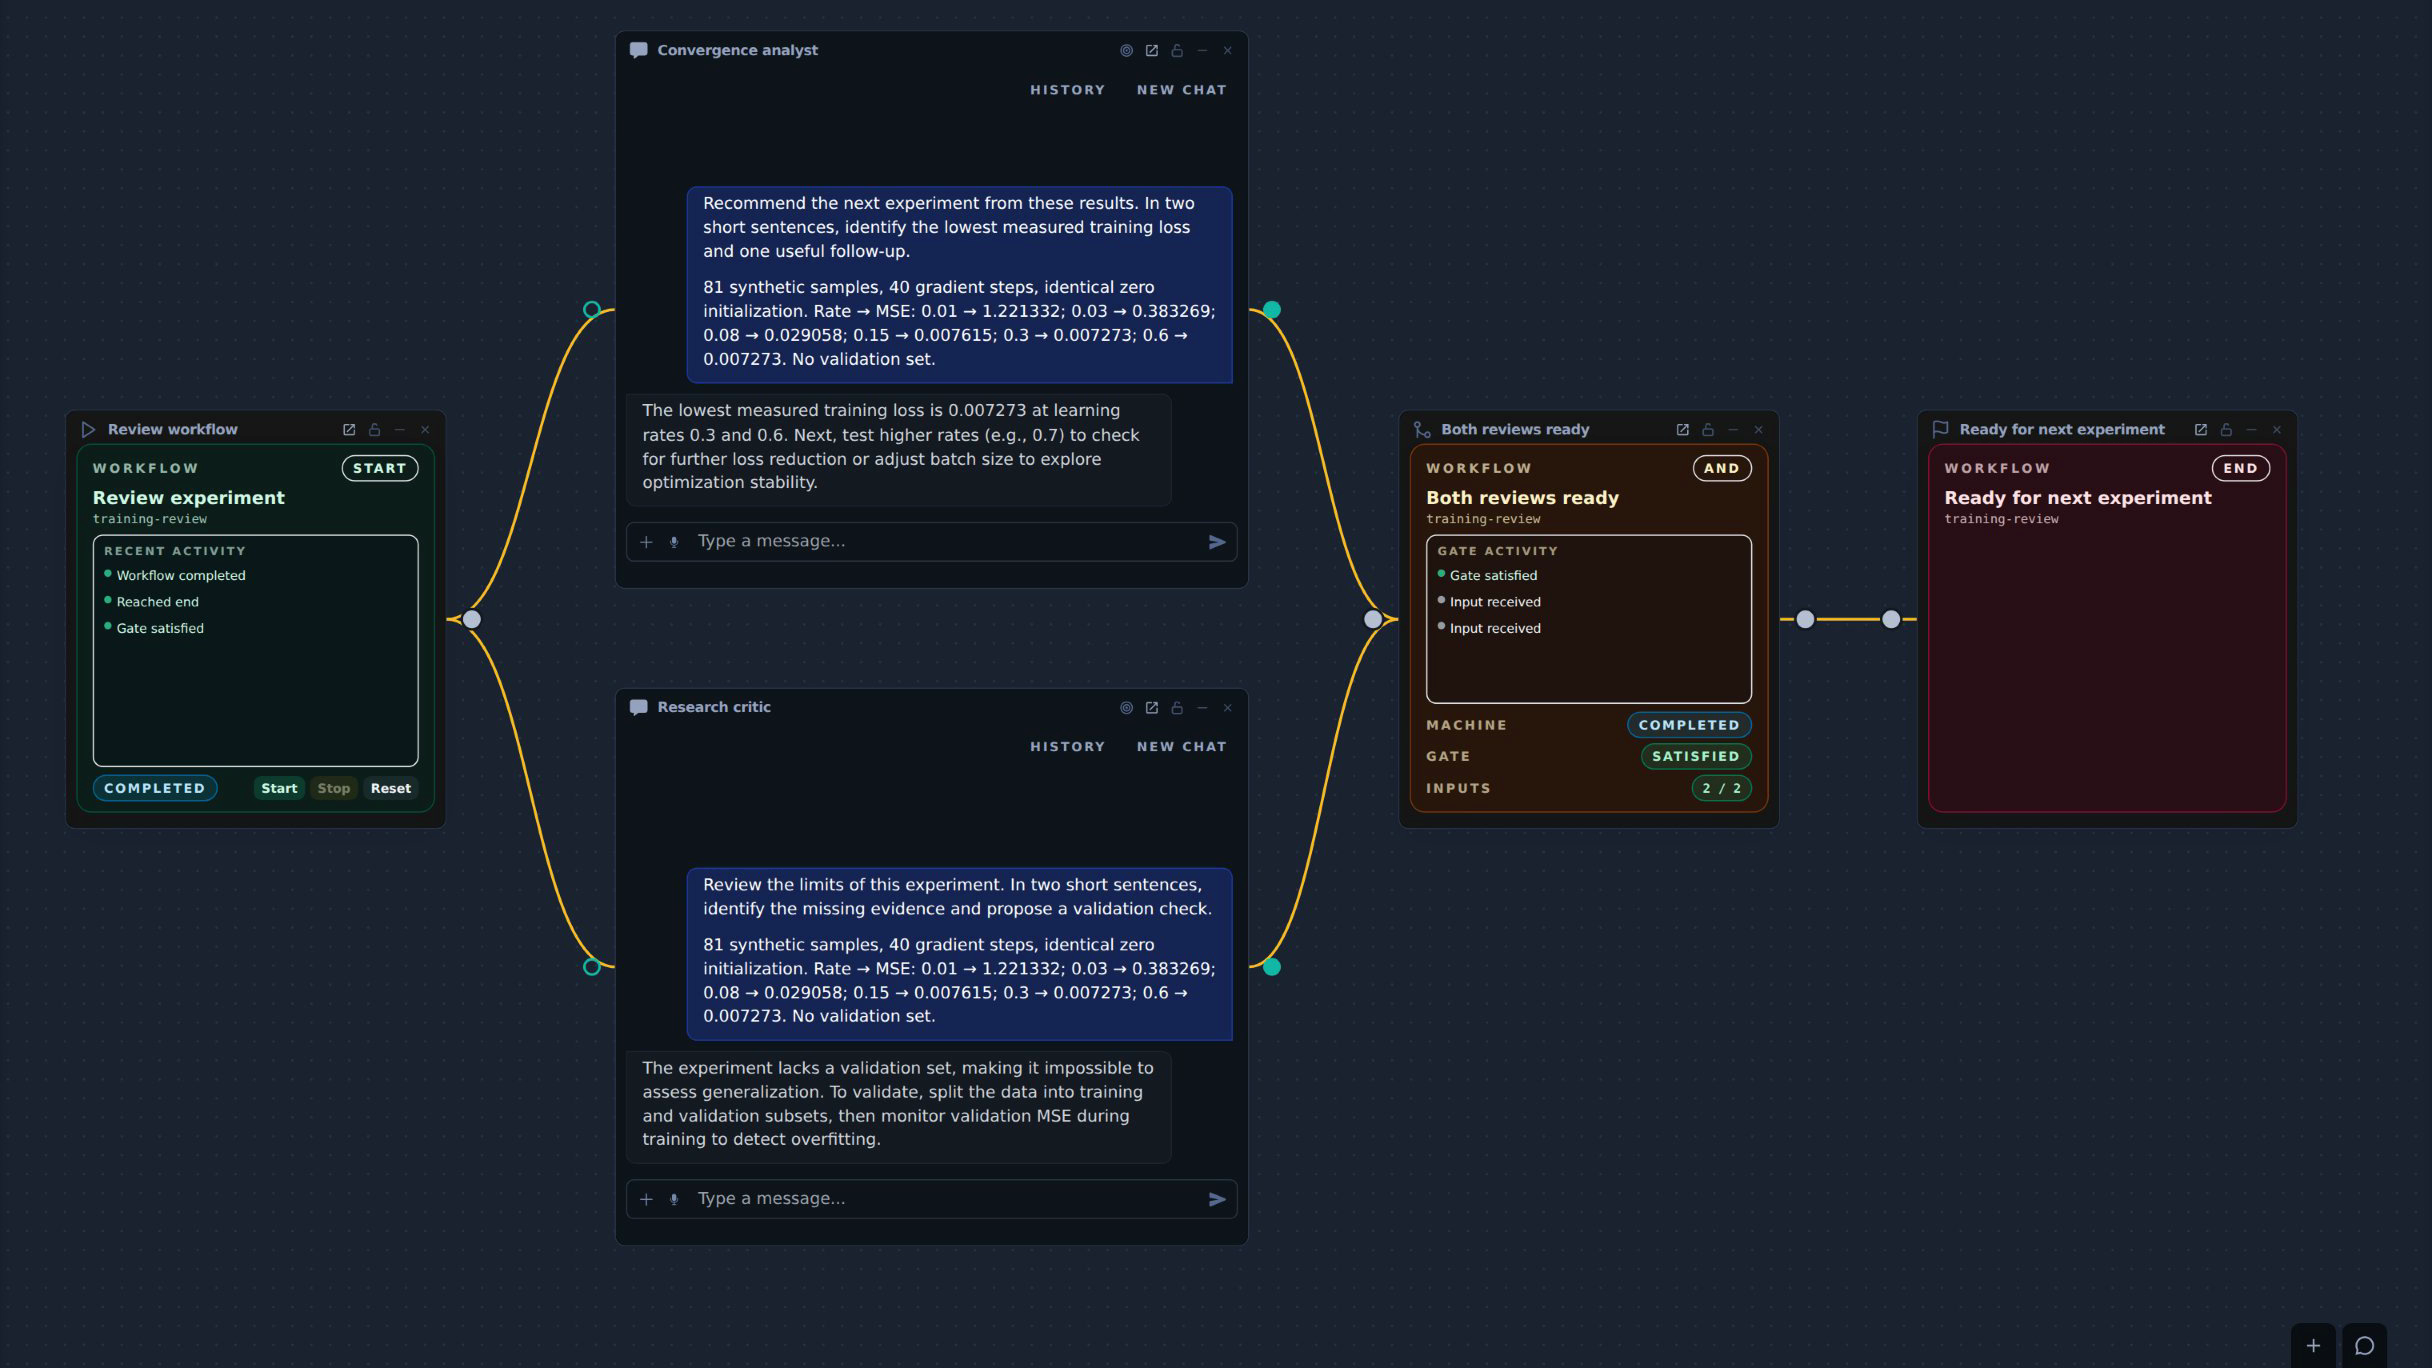 Convergence analyst
HISTORY NEW CHAT
Recommend the next experiment from these results. In two
short sentences, identify the lowest measured training loss
and one useful follow-up.
81 synthetic samples, 40 gradient steps, identical zero
initialization. Rate → MSE: 0.01 → 1.221332; 0.03 → 0.383269;
0.08 → 0.029058; 0.15 → 0.007615; 0.3 → 0.007273; 0.6 →
0.007273. No validation set.
The lowest measured training loss is 0.007273 at learning
rates 0.3 and 0.6. Next, test higher rates (e.g., 0.7) to check
for further loss reduction or adjust batch size to explore
optimization stability.
Type a message...
Review workflow
WORKFLOW START
Review experiment
training-review
RECENT ACTIVITY
Workflow completed
Reached end
Gate satisfied
COMPLETED Start Stop Reset
Research critic
HISTORY NEW CHAT
Review the limits of this experiment. In two short sentences,
identify the missing evidence and propose a validation check.
81 synthetic samples, 40 gradient steps, identical zero
initialization. Rate → MSE: 0.01 → 1.221332; 0.03 → 0.383269;
0.08 → 0.029058; 0.15 → 0.007615; 0.3 → 0.007273; 0.6 →
0.007273. No validation set.
The experiment lacks a validation set, making it impossible to
assess generalization. To validate, split the data into training
and validation subsets, then monitor validation MSE during
training to detect overfitting.
Type a message...
Both reviews ready
WORKFLOW AND
Both reviews ready
training-review
GATE ACTIVITY
Gate satisfied
Input received
Input received
MACHINE COMPLETED
GATE SATISFIED
INPUTS 2 / 2
Ready for next experiment
WORKFLOW END
Ready for next experiment
training-review